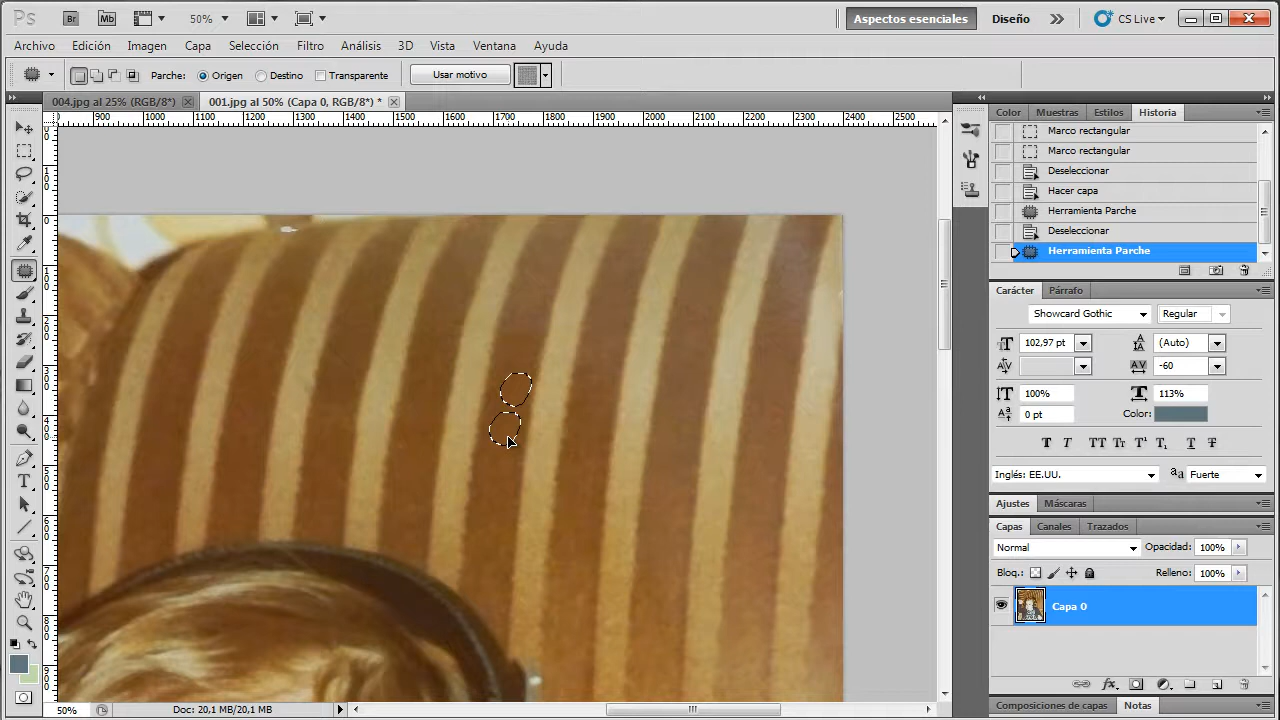 Ps Br Mb 50% Aspectos esenciales Diseño CS Live
Archivo Edición Imagen Capa Selección Filtro Análisis 3D Vista Ventana Ayuda
Parche: Origen Destino Transparente Usar motivo
004.jpg al 25% (RGB/8*) 001.jpg al 50% (Capa 0, RGB/8*) *
900 1000 1100 1200 1300 1400 1500 1600 1700 1800 1900 2000 2100 2200 2300 2400 2500
Color Muestras Estilos Historia
Marco rectangular
Marco rectangular
Deseleccionar
Hacer capa
Herramienta Parche
Deseleccionar
Herramienta Parche
Carácter Párrafo
Showcard Gothic Regular
102,97 pt (Auto)
-60
100% 113%
0 pt Color:
T T TT Tr T¹ T₁ T T
Inglés: EE.UU. aa Fuerte
Ajustes Máscaras
Capas Canales Trazados
Normal Opacidad: 100%
Bloq.: Relleno: 100%
Capa 0
Composiciones de capas Notas
50% Doc: 20,1 MB/20,1 MB